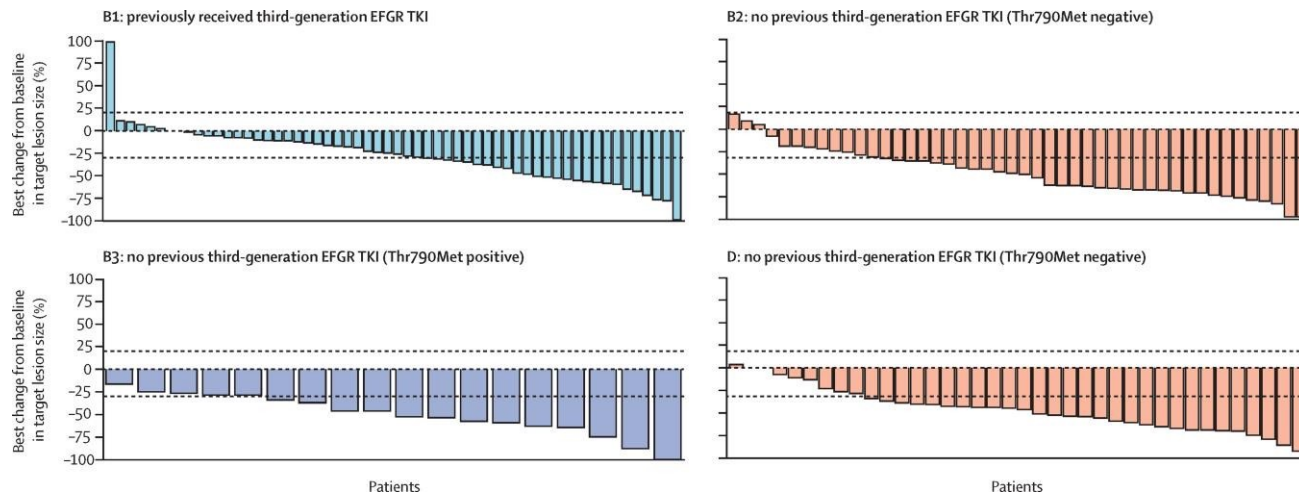 B1: previously received third-generation EFGR TKI
B2: no previous third-generation EFGR TKI (Thr790Met negative)
Best change from baseline
in target lesion size (%)
100
75
50
25
0
−25
−50
−75
−100
B3: no previous third-generation EFGR TKI (Thr790Met positive)
D: no previous third-generation EFGR TKI (Thr790Met negative)
Best change from baseline
in target lesion size (%)
100
75
50
25
0
−25
−50
−75
−100
Patients
Patients